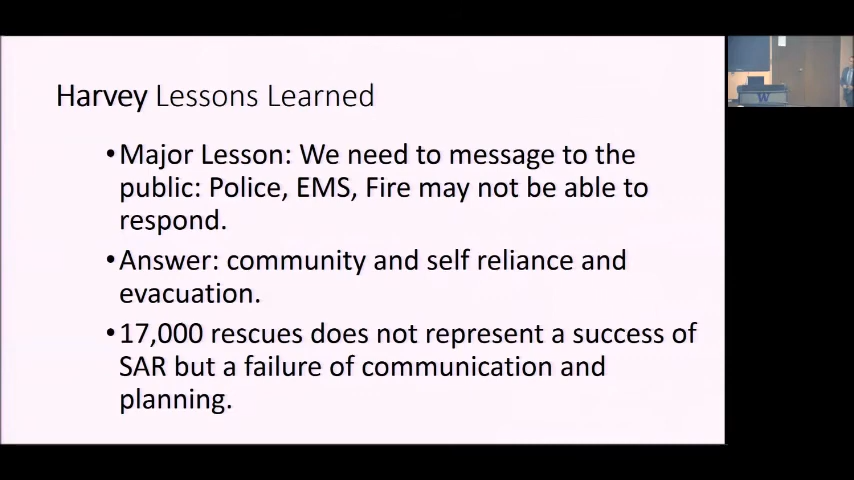 Harvey Lessons Learned
•Major Lesson: We need to message to the
public: Police, EMS, Fire may not be able to
respond.
•Answer: community and self reliance and
evacuation.
•17,000 rescues does not represent a success of
SAR but a failure of communication and
planning.
W